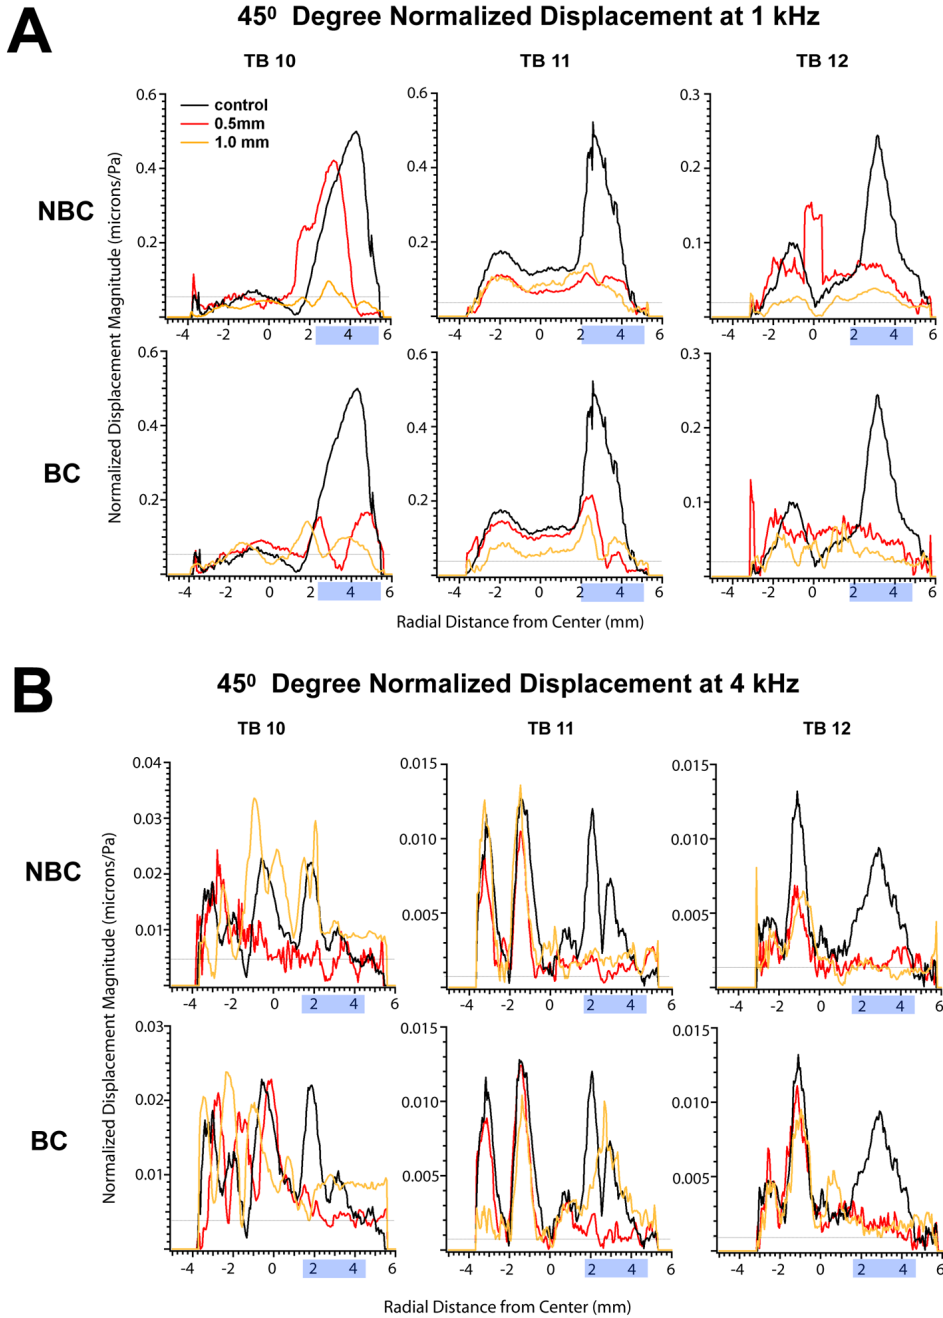 A
45⁰ Degree Normalized Displacement at 1 kHz
TB 10
TB 11
TB 12
NBC
Normalized Displacement Magnitude (microns/Pa)
control
0.5mm
1.0 mm
0.6
0.4
0.2
-4 -2 0 2 4 6
0.6
0.4
0.2
-4 -2 0 2 4 6
0.3
0.2
0.1
-4 -2 0 2 4 6
BC
0.6
0.4
0.2
-4 -2 0 2 4 6
0.6
0.4
0.2
-4 -2 0 2 4 6
0.3
0.2
0.1
-4 -2 0 2 4 6
Radial Distance from Center (mm)
B
45⁰ Degree Normalized Displacement at 4 kHz
TB 10
TB 11
TB 12
NBC
Normalized Displacement Magnitude (microns/Pa)
0.04
0.03
0.02
0.01
-4 -2 0 2 4 6
0.015
0.010
0.005
-4 -2 0 2 4 6
0.015
0.010
0.005
-4 -2 0 2 4 6
BC
0.03
0.02
0.01
-4 -2 0 2 4 6
0.015
0.010
0.005
-4 -2 0 2 4 6
0.015
0.010
0.005
-4 -2 0 2 4 6
Radial Distance from Center (mm)